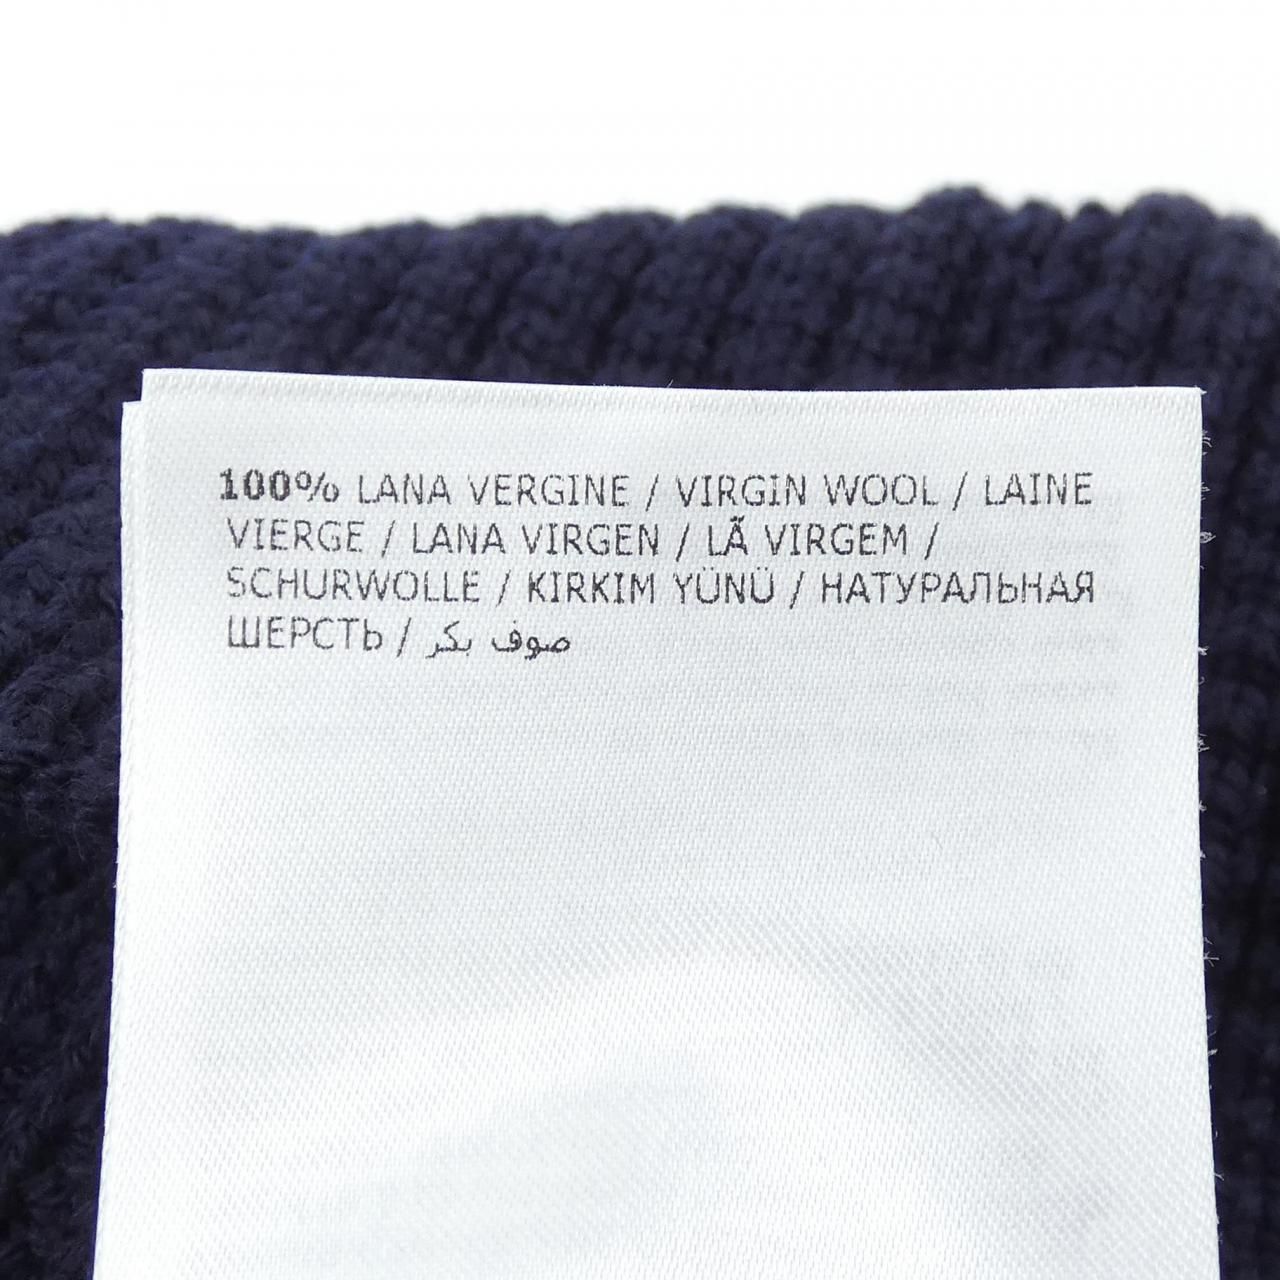 100% LANA VERGINE / VIRGIN WOOL / LAINE
VIERGE / LANA VIRGEN / LÃ VIRGEM /
SCHURWOLLE / KIRKIM YÜNÜ / НАТУРАЛЬНАЯ
ШЕРСТЬ / صوف بكر